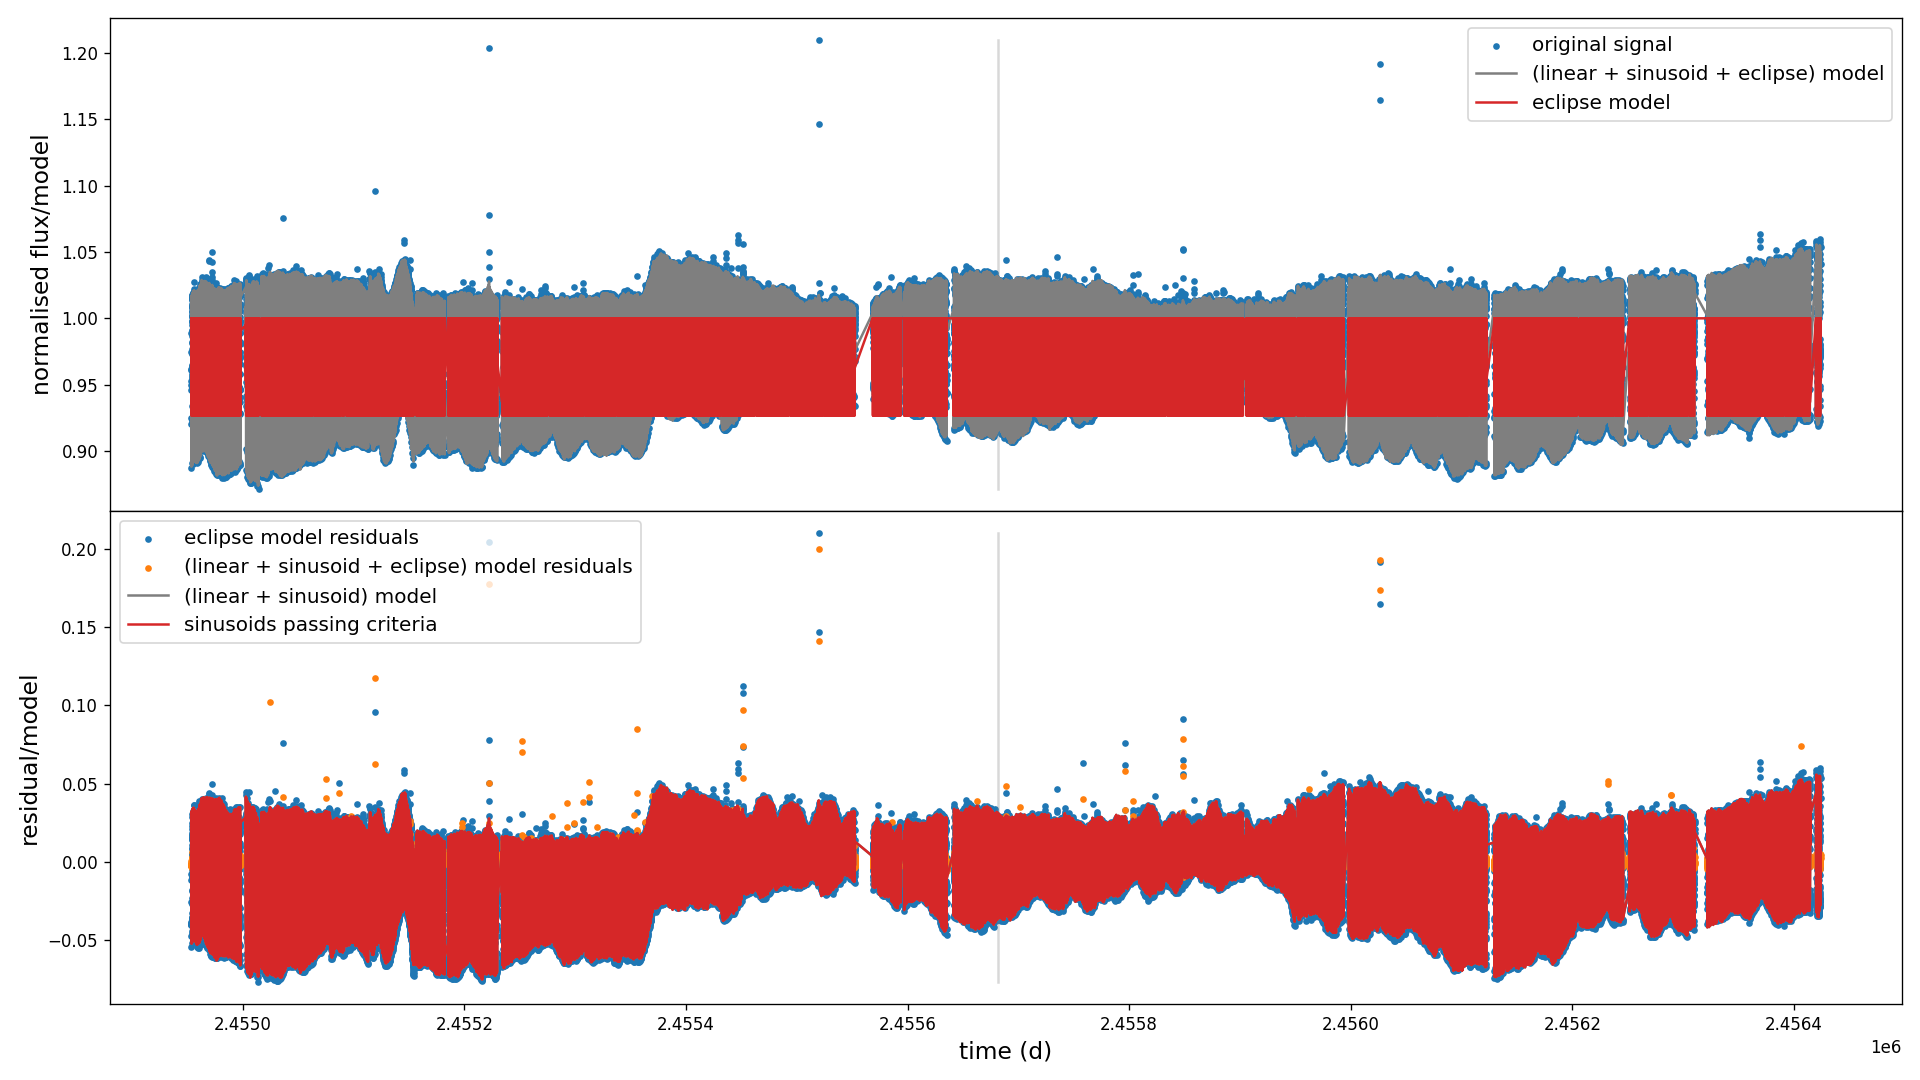 normalised flux/model
1.20
1.15
1.10
1.05
1.00
0.95
0.90
original signal
(linear + sinusoid + eclipse) model
eclipse model
residual/model
0.20
0.15
0.10
0.05
0.00
−0.05
eclipse model residuals
(linear + sinusoid + eclipse) model residuals
(linear + sinusoid) model
sinusoids passing criteria
2.4550 2.4552 2.4554 2.4556 2.4558 2.4560 2.4562 2.4564
1e6
time (d)